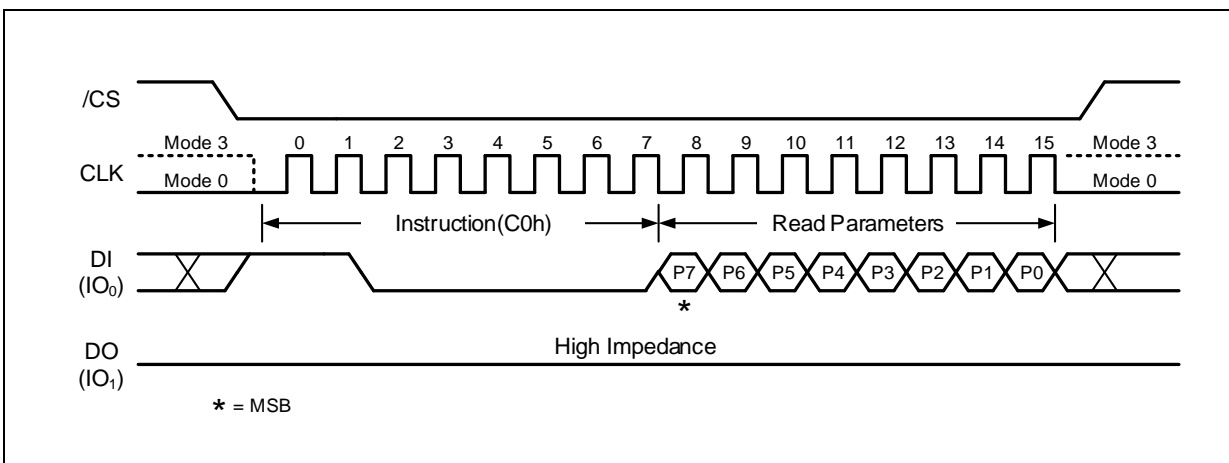 /CS
Mode 3 0 1 2 3 4 5 6 7 8 9 10 11 12 13 14 15 Mode 3
CLK
Mode 0 Mode 0
Instruction(C0h) Read Parameters
DI
(IO₀)
P7 P6 P5 P4 P3 P2 P1 P0
*
High Impedance
DO
(IO₁)
* = MSB